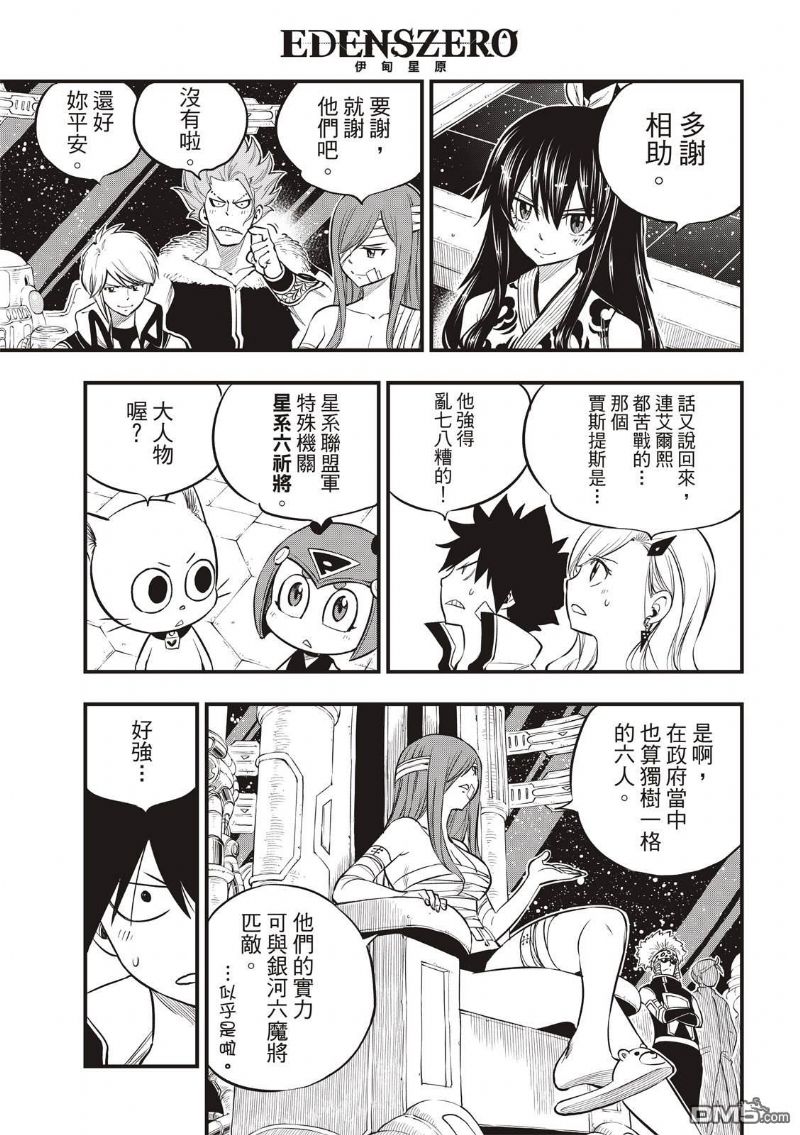 EDENSZERO
伊甸星原
多謝
相助。
要謝，
就謝
他們吧。
沒有啦。
還好
妳平安。
話又說回來，
連艾爾熙
都苦戰的…
那個
賈斯提斯是…
他強得
亂七八糟的！
星系聯盟軍
特殊機關
星系六祈將。
大人物
喔？
是啊，
在政府當中
也算獨樹一格
的六人。
他們的實力
可與銀河六魔將
匹敵。
…似乎是啦。
好強…
DM5.com